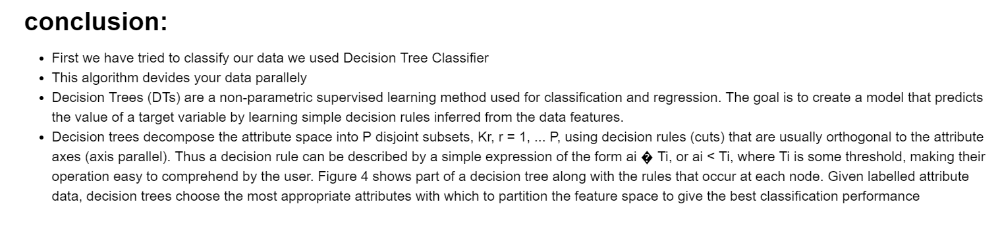 conclusion:
• First we have tried to classify our data we used Decision Tree Classifier
• This algorithm devides your data parallely
• Decision Trees (DTs) are a non-parametric supervised learning method used for classification and regression. The goal is to create a model that predicts
the value of a target variable by learning simple decision rules inferred from the data features.
• Decision trees decompose the attribute space into P disjoint subsets, Kr, r = 1, ... P, using decision rules (cuts) that are usually orthogonal to the attribute
axes (axis parallel). Thus a decision rule can be described by a simple expression of the form ai � Ti, or ai < Ti, where Ti is some threshold, making their
operation easy to comprehend by the user. Figure 4 shows part of a decision tree along with the rules that occur at each node. Given labelled attribute
data, decision trees choose the most appropriate attributes with which to partition the feature space to give the best classification performance